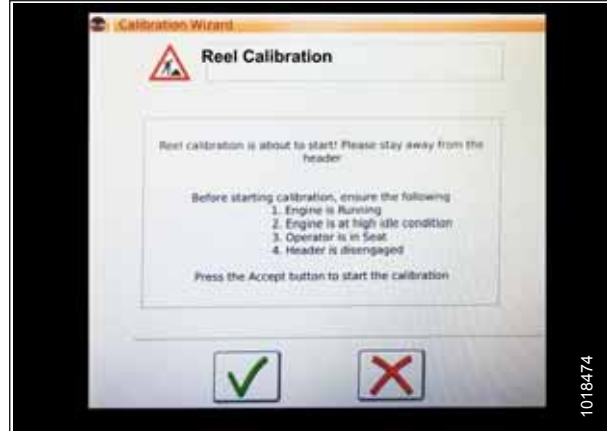 Calibration Wizard
Reel Calibration
Reel calibration is about to start! Please stay away from the
header
Before starting calibration, ensure the following
1. Engine is Running
2. Engine is at high idle condition
3. Operator is in Seat
4. Header is disengaged
Press the Accept button to start the calibration
1018474